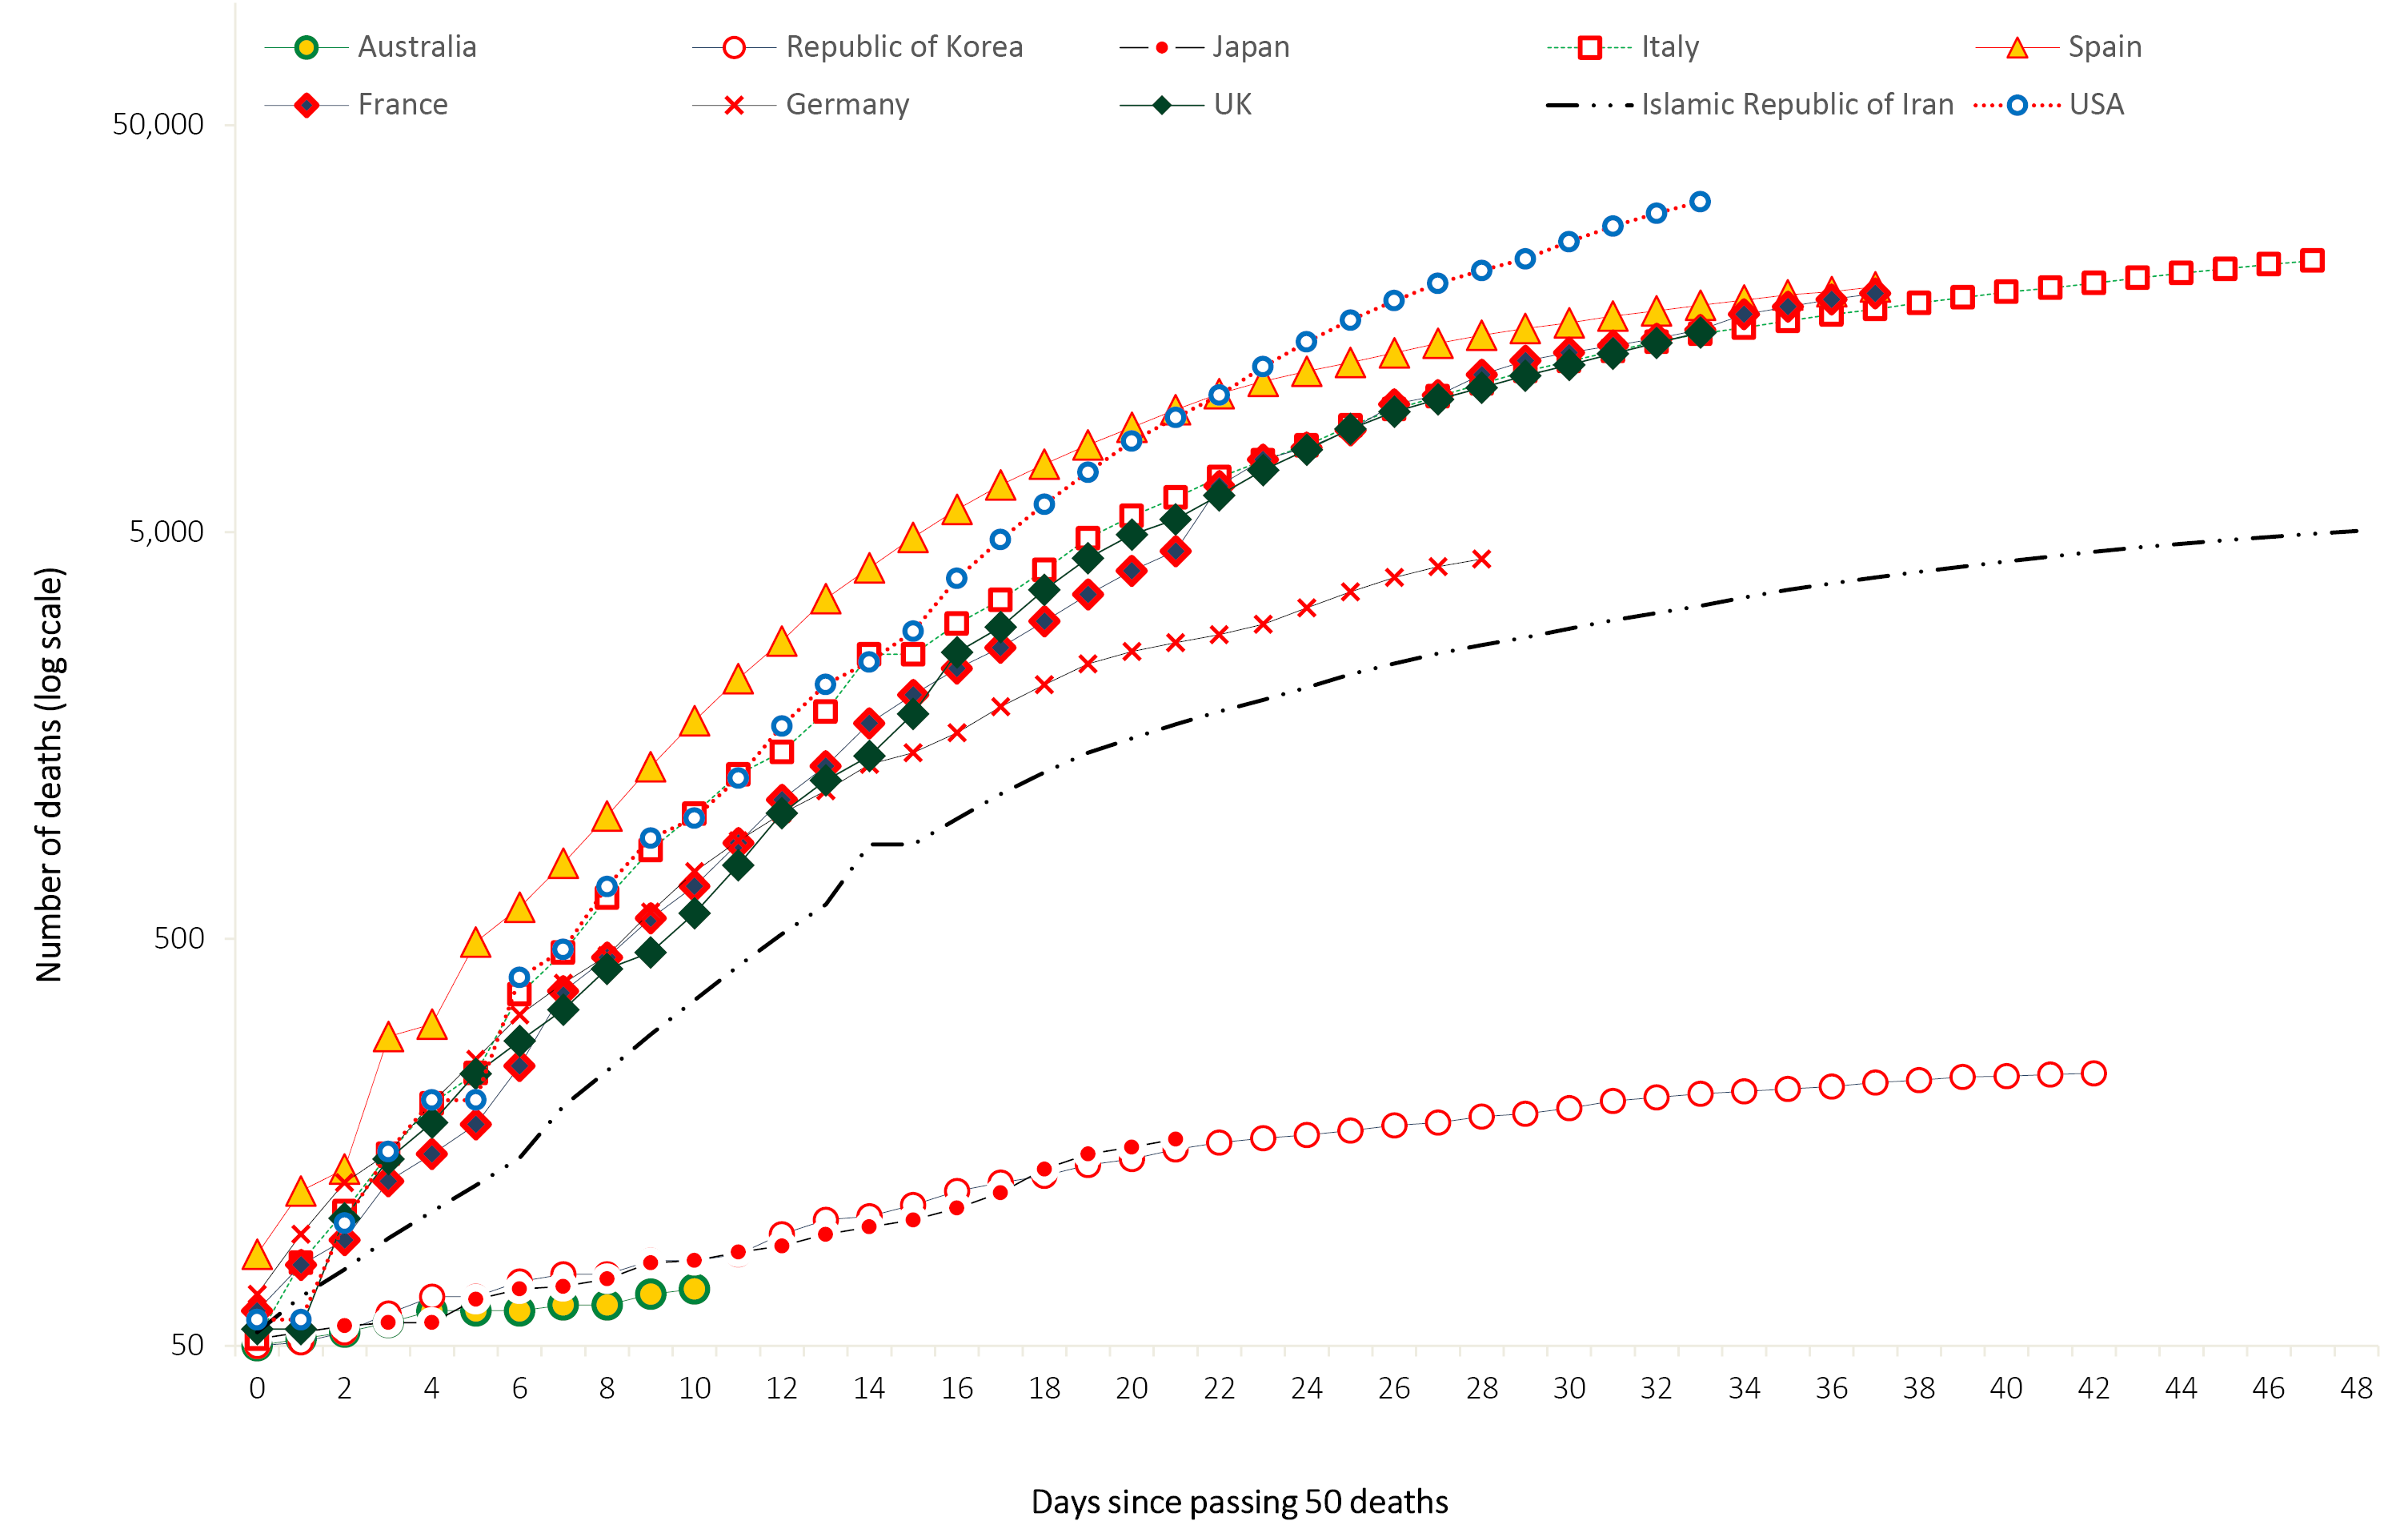 Australia Republic of Korea Japan Italy Spain
France Germany UK Islamic Republic of Iran USA
50,000
5,000
500
50
Number of deaths (log scale)
0 2 4 6 8 10 12 14 16 18 20 22 24 26 28 30 32 34 36 38 40 42 44 46 48
Days since passing 50 deaths